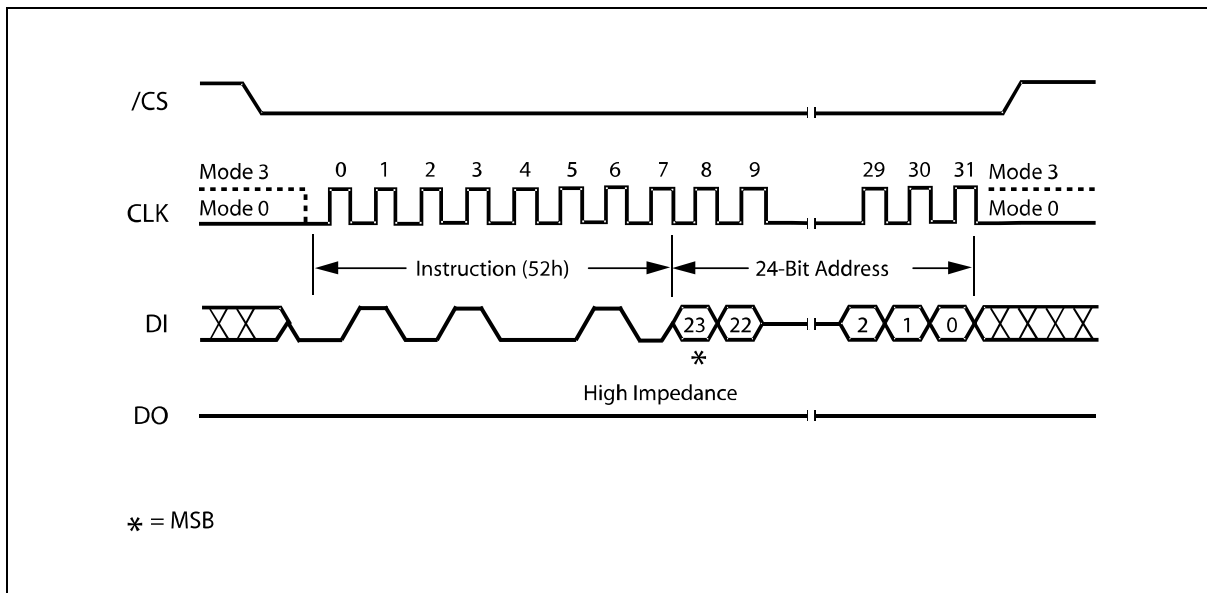 /CS
Mode 3 0 1 2 3 4 5 6 7 8 9 29 30 31 Mode 3
CLK Mode 0 Mode 0
Instruction (52h) 24-Bit Address
DI 23 22 2 1 0
*
High Impedance
DO
* = MSB